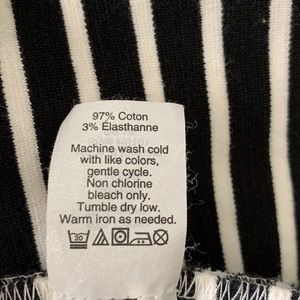 97% Coton
3% Élasthanne
Machine wash cold
with like colors,
gentle cycle.
Non chlorine
bleach only.
Tumble dry low.
Warm iron as needed.
30